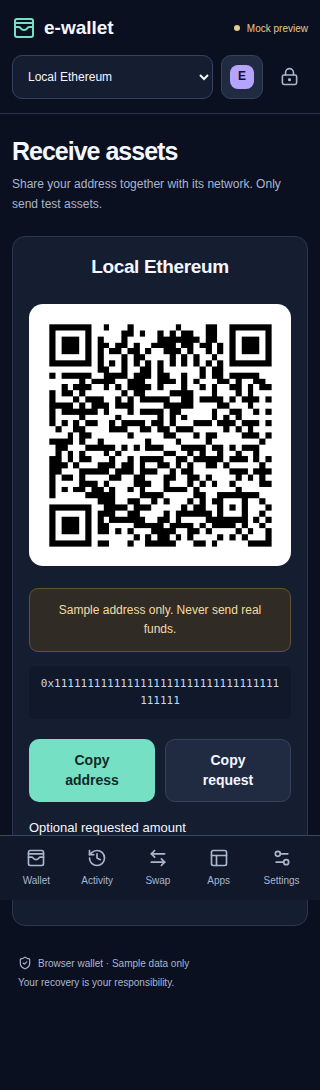 e-wallet
Mock preview
Local Ethereum
E
Receive assets
Share your address together with its network. Only
send test assets.
Local Ethereum
Sample address only. Never send real
funds.
0x1111111111111111111111111111111111
111111
Copy
address
Copy
request
Optional requested amount
Wallet
Activity
Swap
Apps
Settings
Browser wallet · Sample data only
Your recovery is your responsibility.